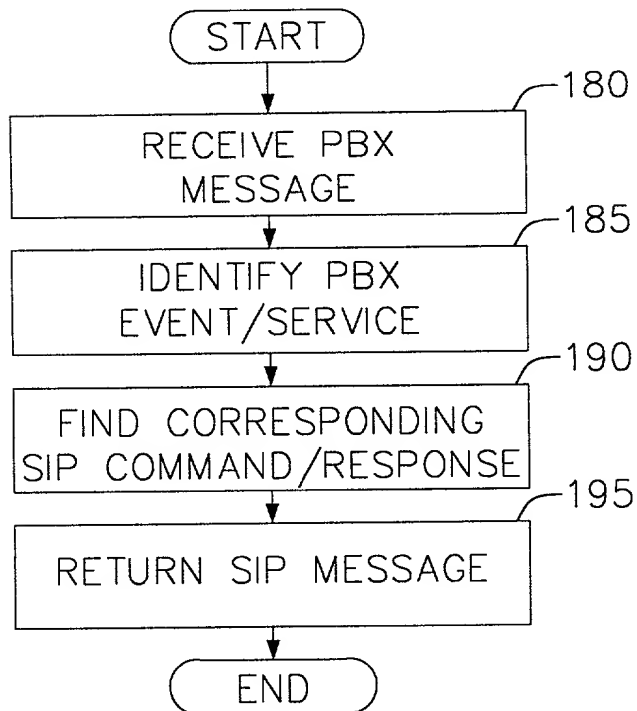 START
180
RECEIVE PBX
MESSAGE
185
IDENTIFY PBX
EVENT/SERVICE
190
FIND CORRESPONDING
SIP COMMAND/RESPONSE
195
RETURN SIP MESSAGE
END